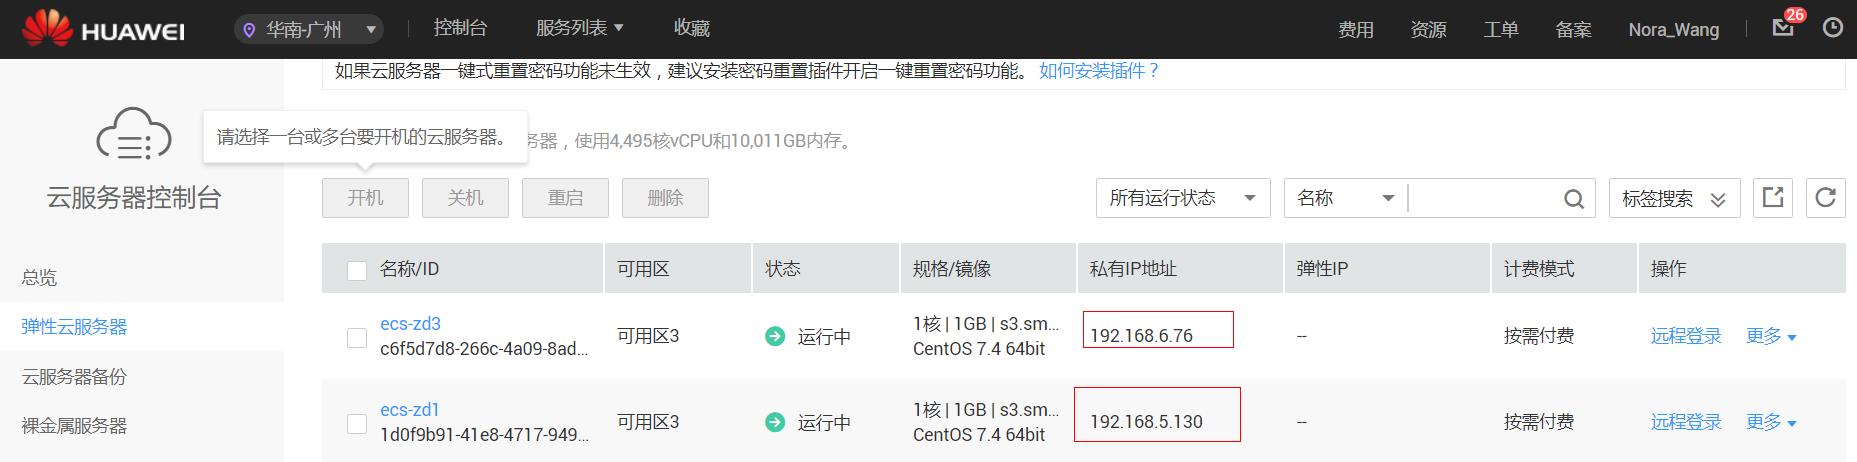 HUAWEI
华南-广州
控制台
服务列表
收藏
费用
资源
工单
备案
Nora_Wang
26
如果云服务器一键式重置密码功能未生效，建议安装密码重置插件开启一键重置密码功能。 如何安装插件？
请选择一台或多台要开机的云服务器。
务器，使用4,495核vCPU和10,011GB内存。
云服务器控制台
开机
关机
重启
删除
所有运行状态
名称
标签搜索
总览
弹性云服务器
云服务器备份
裸金属服务器
名称/ID 可用区 状态 规格/镜像 私有IP地址 弹性IP 计费模式 操作
ecs-zd3
c6f5d7d8-266c-4a09-8ad...
可用区3
运行中
1核 | 1GB | s3.sm...
CentOS 7.4 64bit
192.168.6.76
--
按需付费
远程登录 更多
ecs-zd1
1d0f9b91-41e8-4717-949...
可用区3
运行中
1核 | 1GB | s3.sm...
CentOS 7.4 64bit
192.168.5.130
--
按需付费
远程登录 更多